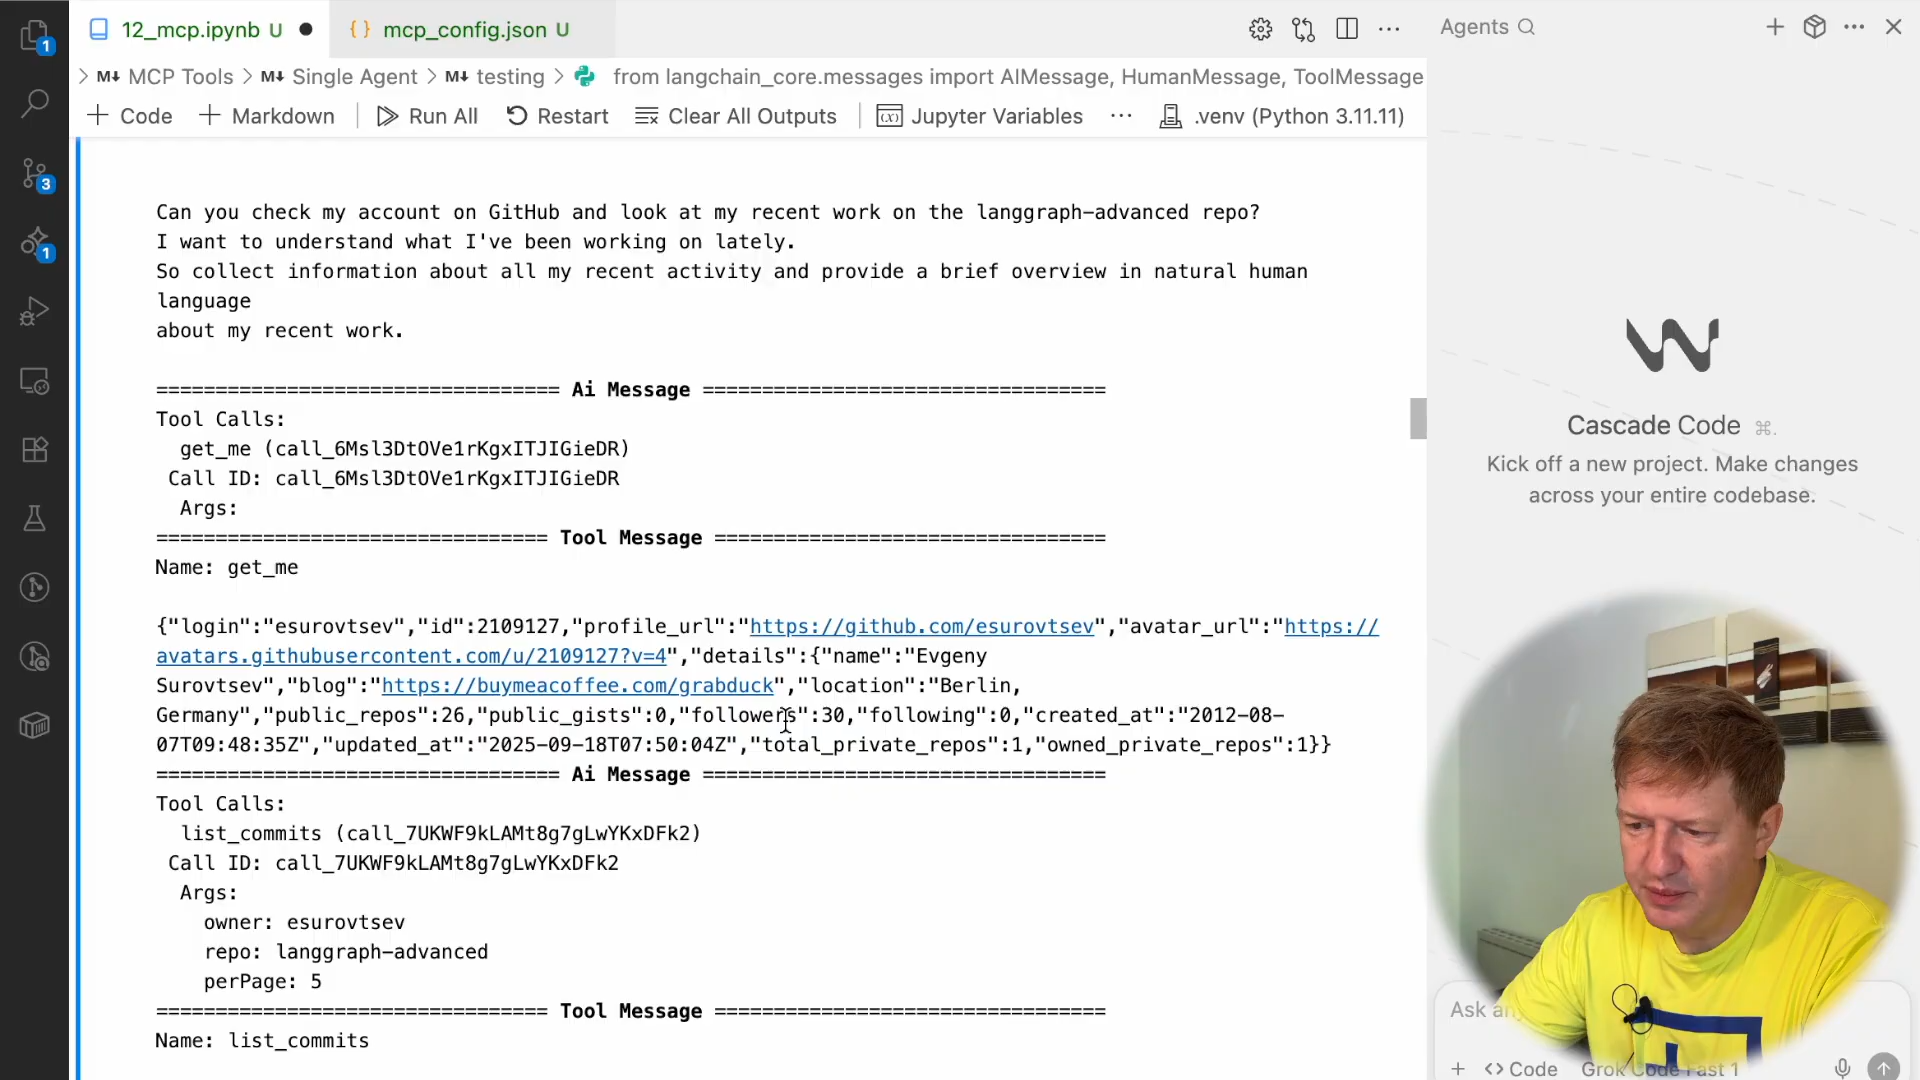 12_mcp.ipynb U
{} mcp_config.json U
Agents
> M↓ MCP Tools > M↓ Single Agent > M↓ testing > from langchain_core.messages import AIMessage, HumanMessage, ToolMessage
+ Code + Markdown Run All Restart Clear All Outputs Jupyter Variables ... .venv (Python 3.11.11)
1
3
1
Can you check my account on GitHub and look at my recent work on the langgraph-advanced repo?
I want to understand what I've been working on lately.
So collect information about all my recent activity and provide a brief overview in natural human
language
about my recent work.
================================== Ai Message ==================================
Tool Calls:
get_me (call_6Msl3DtOVe1rKgxITJIGieDR)
Call ID: call_6Msl3DtOVe1rKgxITJIGieDR
Args:
================================= Tool Message =================================
Name: get_me
{"login":"esurovtsev","id":2109127,"profile_url":"https://github.com/esurovtsev","avatar_url":"https://
avatars.githubusercontent.com/u/2109127?v=4","details":{"name":"Evgeny
Surovtsev","blog":"https://buymeacoffee.com/grabduck","location":"Berlin,
Germany","public_repos":26,"public_gists":0,"followers":30,"following":0,"created_at":"2012-08-
07T09:48:35Z","updated_at":"2025-09-18T07:50:04Z","total_private_repos":1,"owned_private_repos":1}}
================================== Ai Message ==================================
Tool Calls:
list_commits (call_7UKWF9kLAMt8g7gLwYKxDFk2)
Call ID: call_7UKWF9kLAMt8g7gLwYKxDFk2
Args:
owner: esurovtsev
repo: langgraph-advanced
perPage: 5
================================= Tool Message =================================
Name: list_commits
Cascade Code ⌘.
Kick off a new project. Make changes
across your entire codebase.
Ask
+ <> Code Grok Code Fast 1